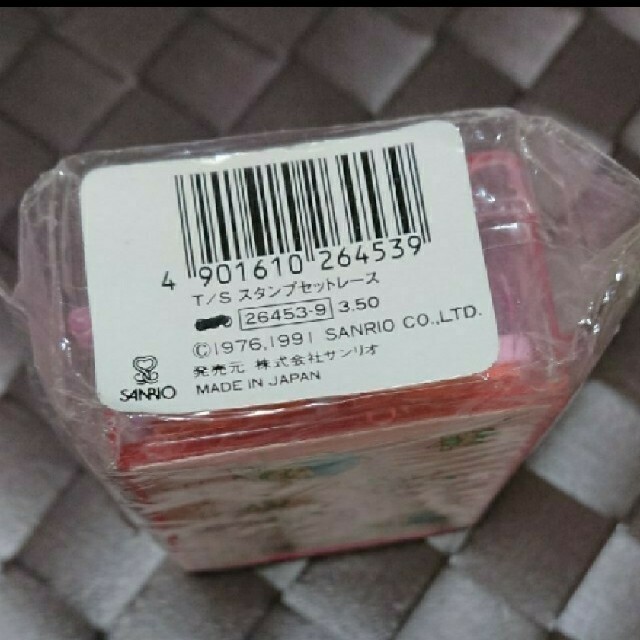 4 901610 264539
T/S スタンプセットレース
26453-9 3.50
©1976,1991 SANRIO CO.,LTD.
発売元 株式会社サンリオ
MADE IN JAPAN
SANRIO